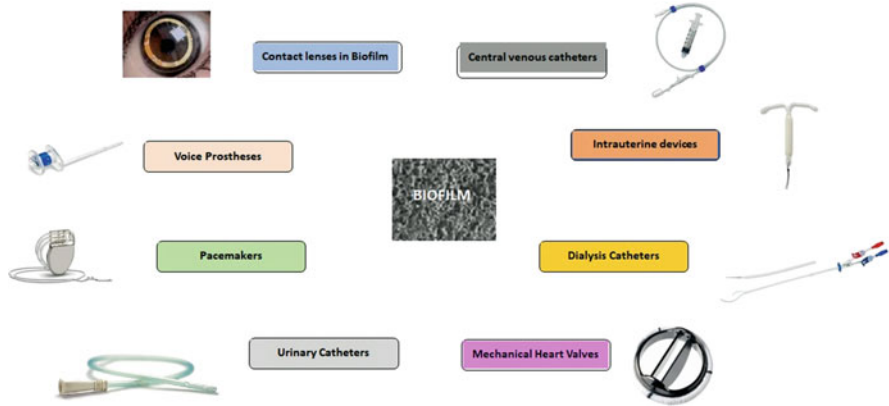 Contact lenses in Biofilm
Central venous catheters
Voice Prostheses
Intrauterine devices
BIOFILM
Pacemakers
Dialysis Catheters
Urinary Catheters
Mechanical Heart Valves